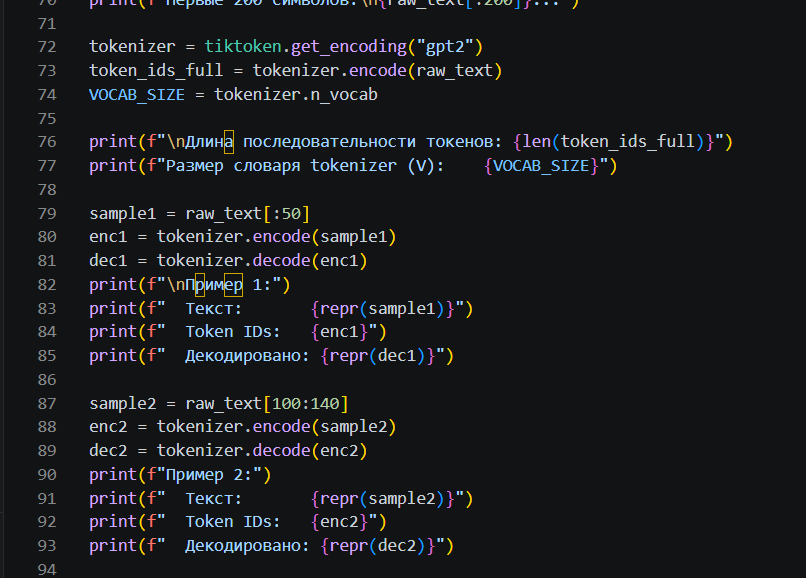 70 print(f"Первые 200 символов:\n{raw_text[:200]}...")
71
72 tokenizer = tiktoken.get_encoding("gpt2")
73 token_ids_full = tokenizer.encode(raw_text)
74 VOCAB_SIZE = tokenizer.n_vocab
75
76 print(f"\nДлина последовательности токенов: {len(token_ids_full)}")
77 print(f"Размер словаря tokenizer (V):    {VOCAB_SIZE}")
78
79 sample1 = raw_text[:50]
80 enc1 = tokenizer.encode(sample1)
81 dec1 = tokenizer.decode(enc1)
82 print(f"\nПример 1:")
83 print(f"  Текст:       {repr(sample1)}")
84 print(f"  Token IDs:   {enc1}")
85 print(f"  Декодировано: {repr(dec1)}")
86
87 sample2 = raw_text[100:140]
88 enc2 = tokenizer.encode(sample2)
89 dec2 = tokenizer.decode(enc2)
90 print(f"Пример 2:")
91 print(f"  Текст:       {repr(sample2)}")
92 print(f"  Token IDs:   {enc2}")
93 print(f"  Декодировано: {repr(dec2)}")
94